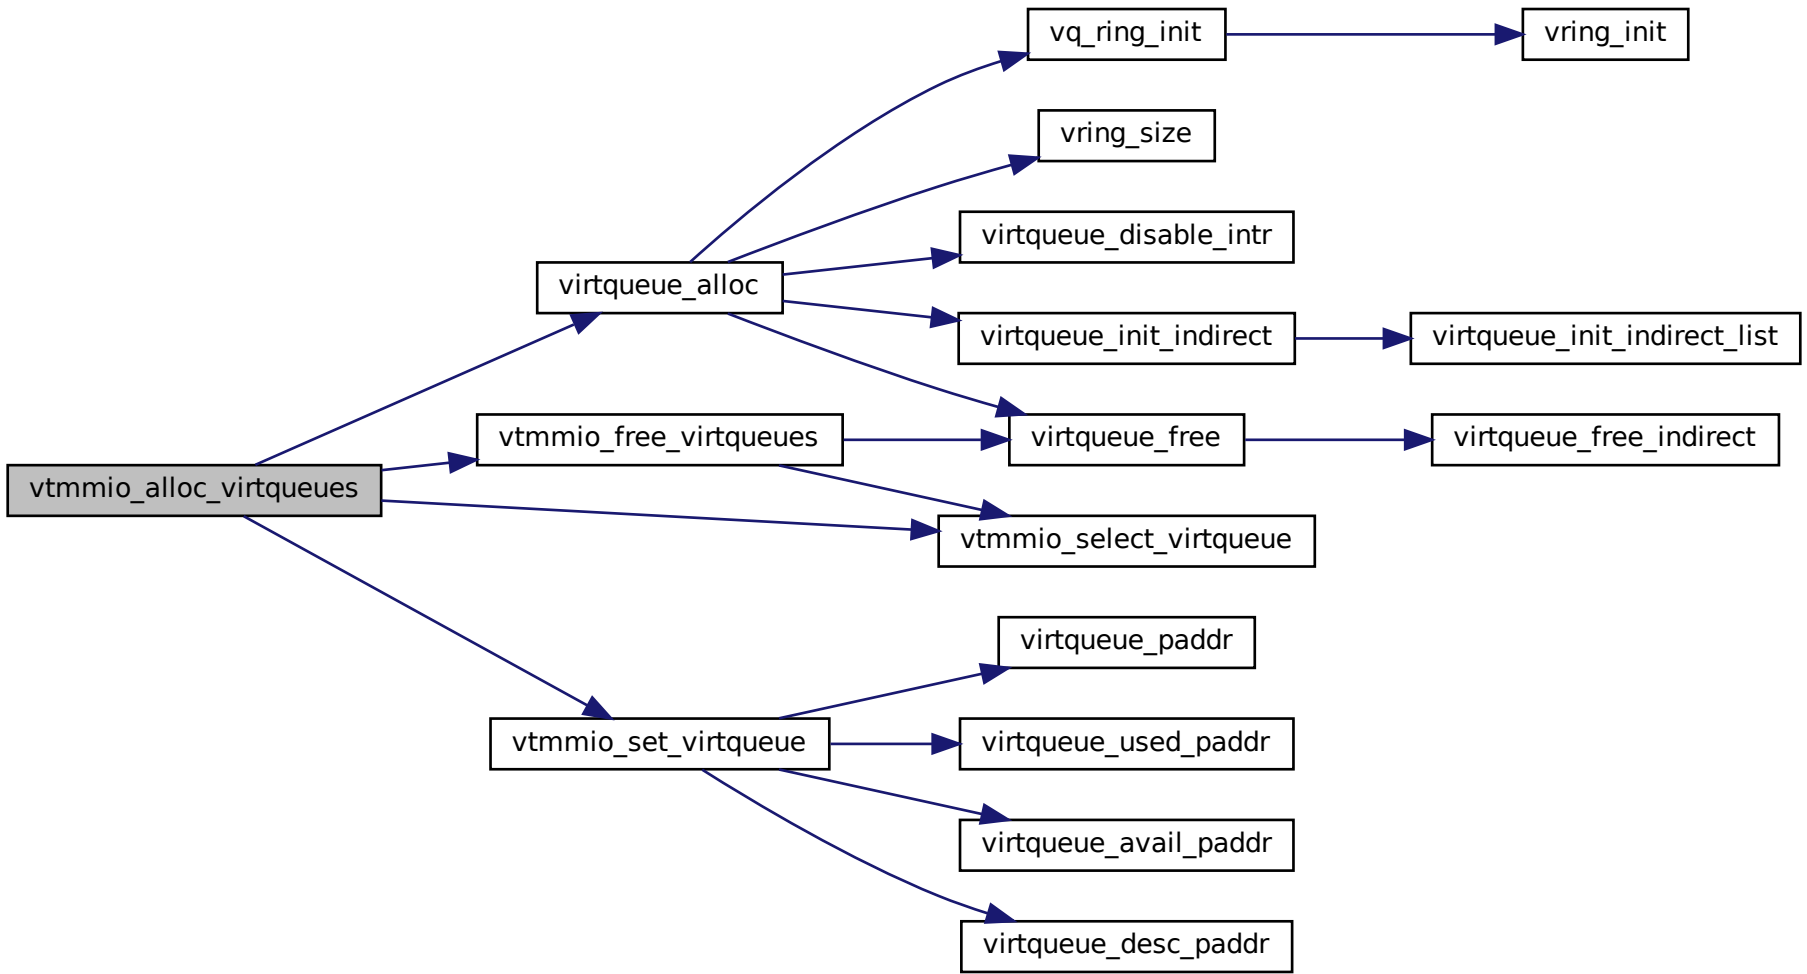 vq_ring_init
vring_init
vring_size
virtqueue_disable_intr
virtqueue_alloc
virtqueue_init_indirect
virtqueue_init_indirect_list
vtmmio_free_virtqueues
virtqueue_free
virtqueue_free_indirect
vtmmio_alloc_virtqueues
vtmmio_select_virtqueue
virtqueue_paddr
vtmmio_set_virtqueue
virtqueue_used_paddr
virtqueue_avail_paddr
virtqueue_desc_paddr